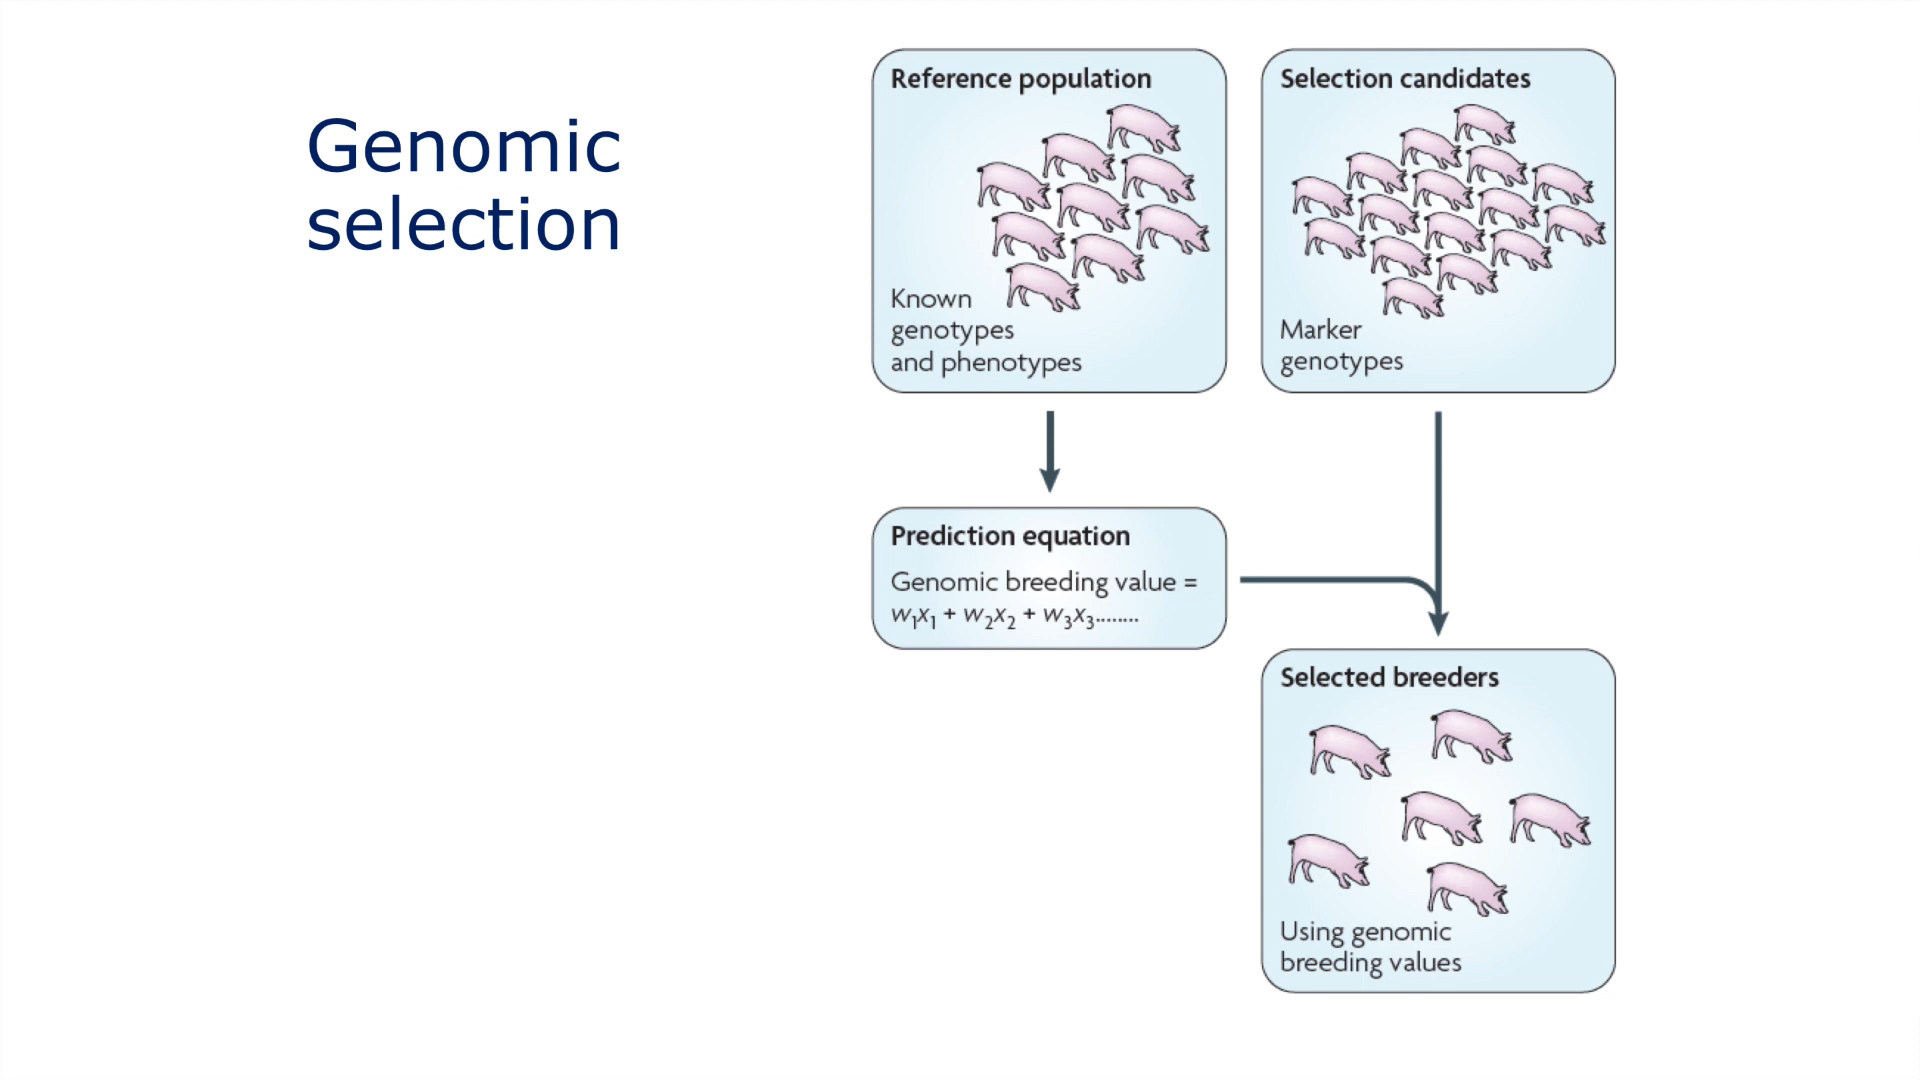 Genomic
selection
Reference population
Known
genotypes
and phenotypes
Selection candidates
Marker
genotypes
Prediction equation
Genomic breeding value =
w₁x₁ + w₂x₂ + w₃x₃........
Selected breeders
Using genomic
breeding values